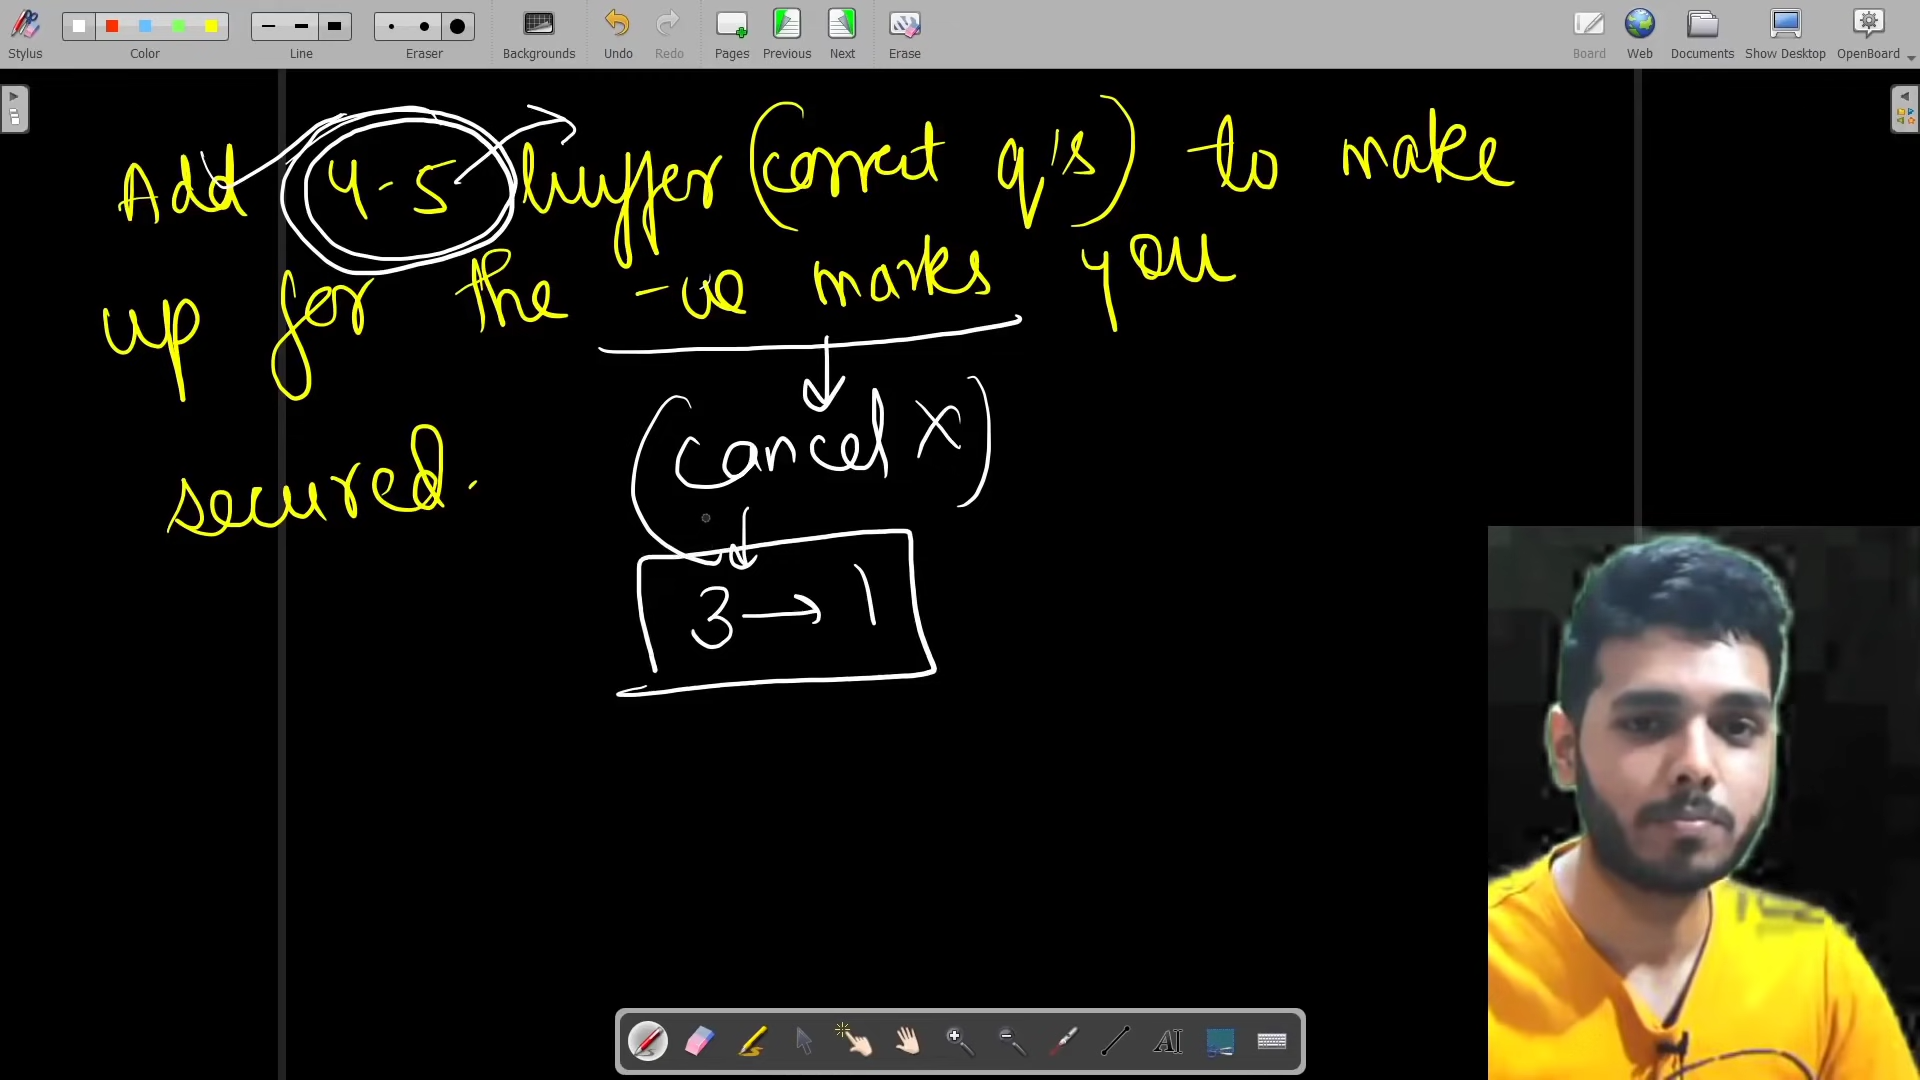 Stylus Color Line Eraser Backgrounds Undo Redo Pages Previous Next Erase Board Web Documents Show Desktop OpenBoard
Add 4-5 buffer (correct q's) to make
up for the -ve marks you
secured.
(cancel X)
3 → 1